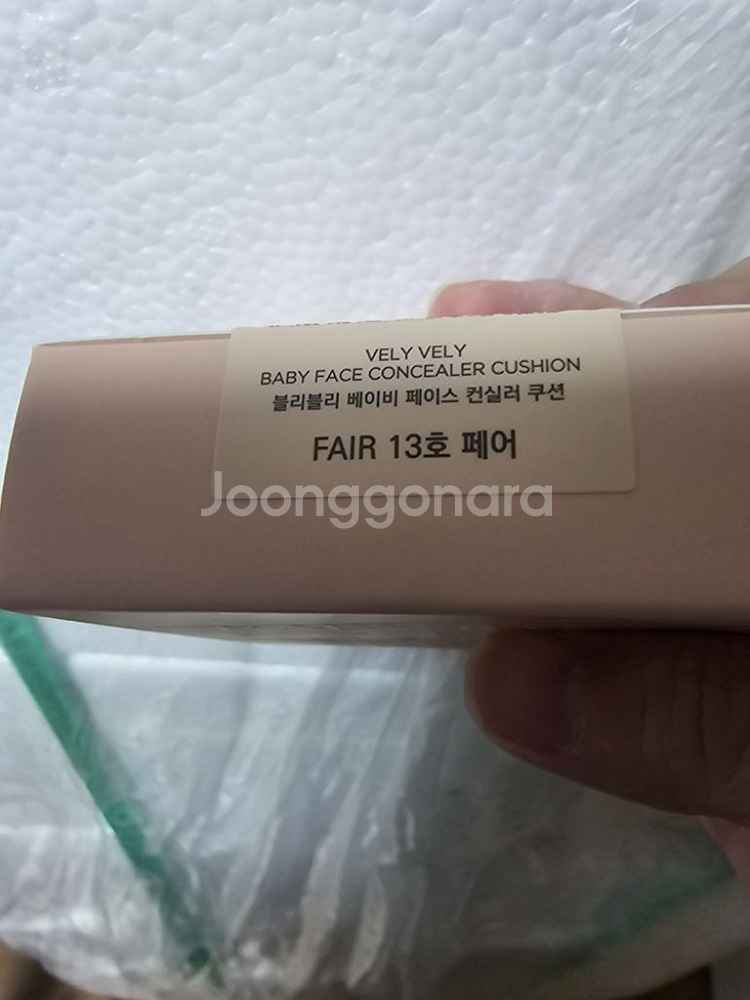 VELY VELY
BABY FACE CONCEALER CUSHION
블리블리 베이비 페이스 컨실러 쿠션
FAIR 13호 페어
Joonggonara